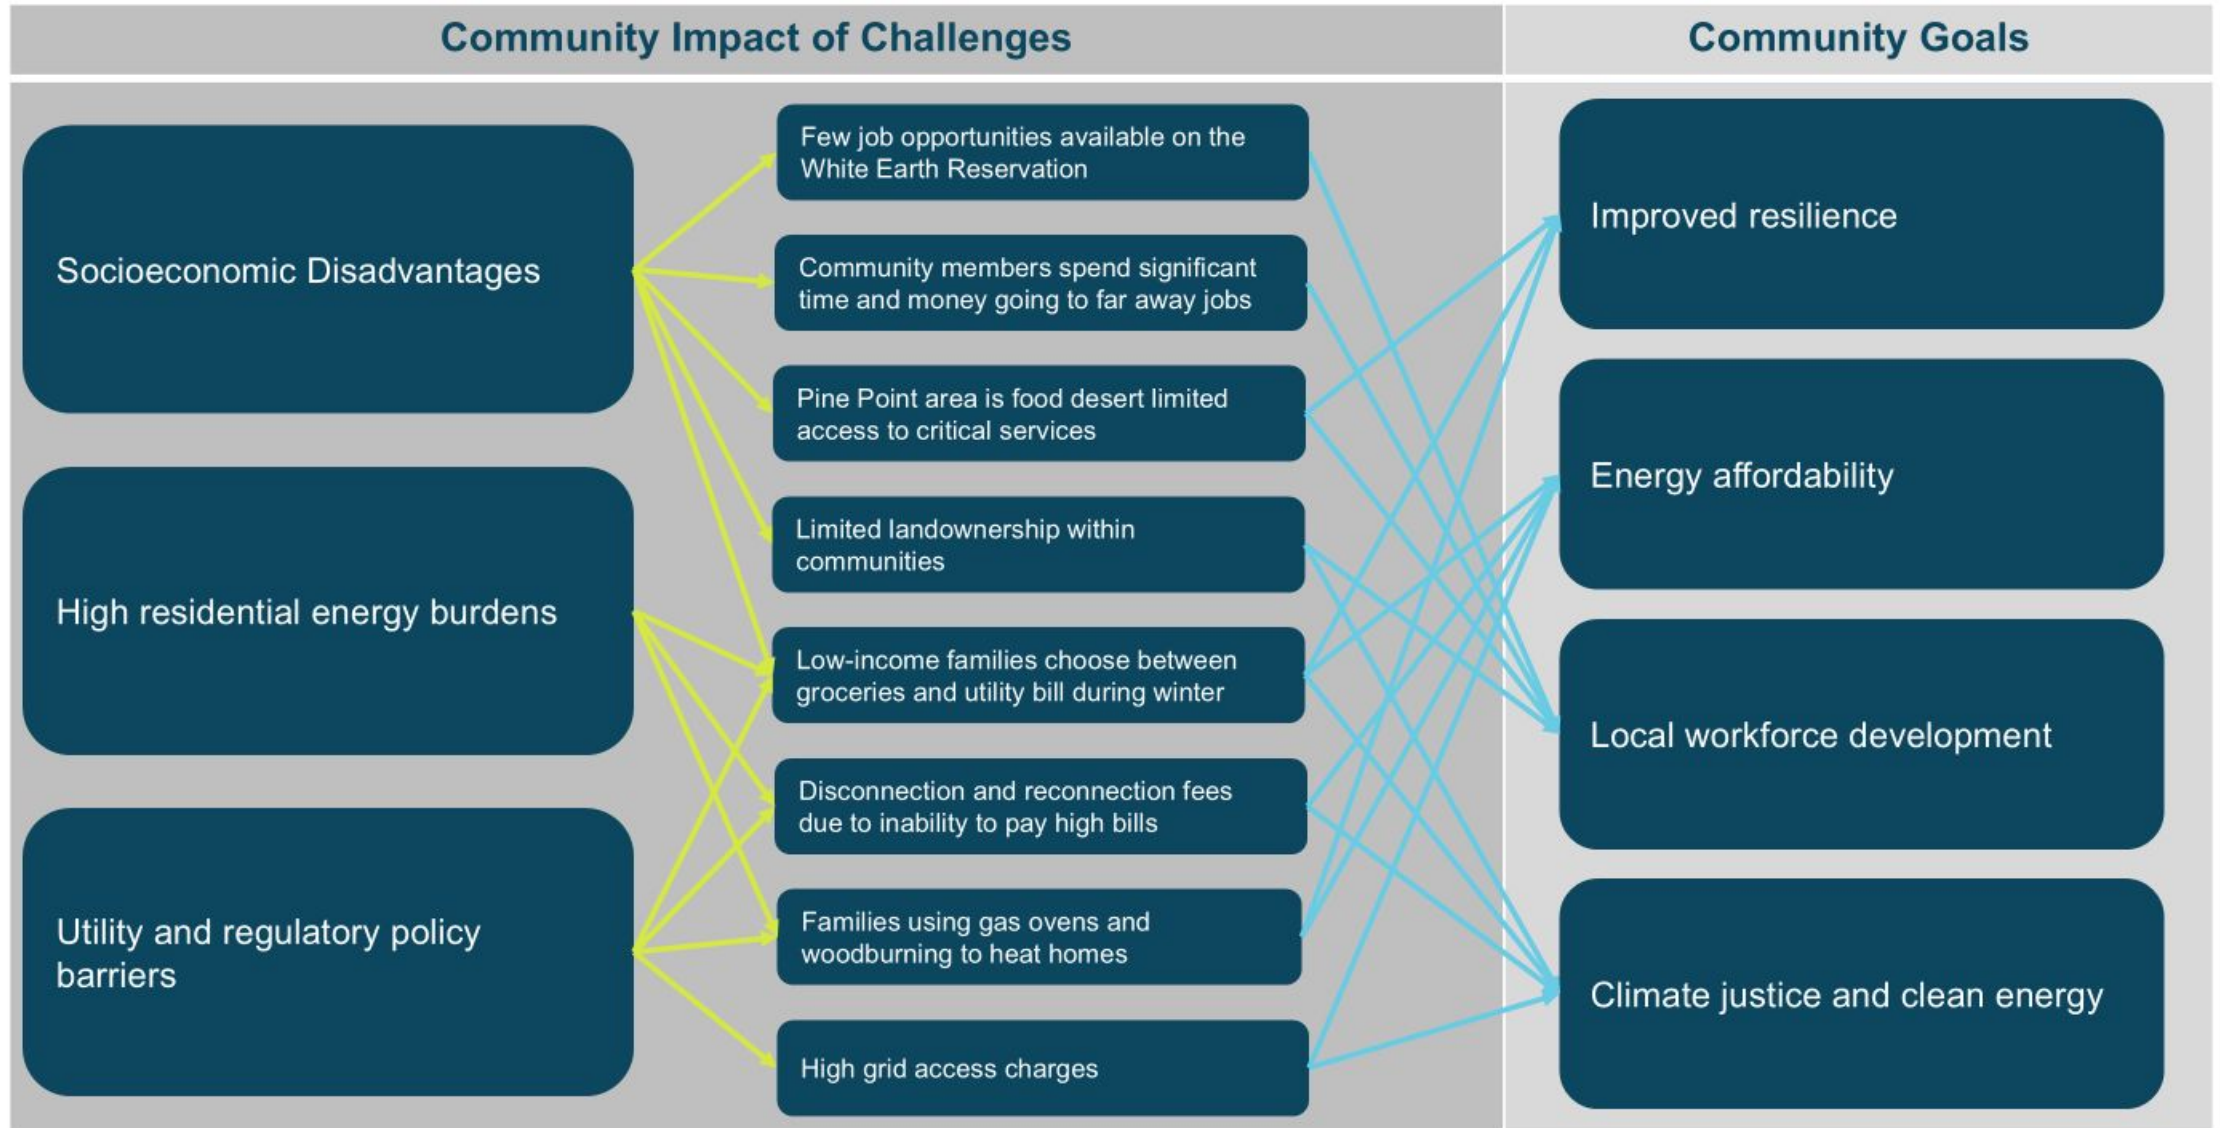 Community Impact of Challenges
Community Goals
Socioeconomic Disadvantages
High residential energy burdens
Utility and regulatory policy
barriers
Few job opportunities available on the
White Earth Reservation
Community members spend significant
time and money going to far away jobs
Pine Point area is food desert limited
access to critical services
Limited landownership within
communities
Low-income families choose between
groceries and utility bill during winter
Disconnection and reconnection fees
due to inability to pay high bills
Families using gas ovens and
woodburning to heat homes
High grid access charges
Improved resilience
Energy affordability
Local workforce development
Climate justice and clean energy